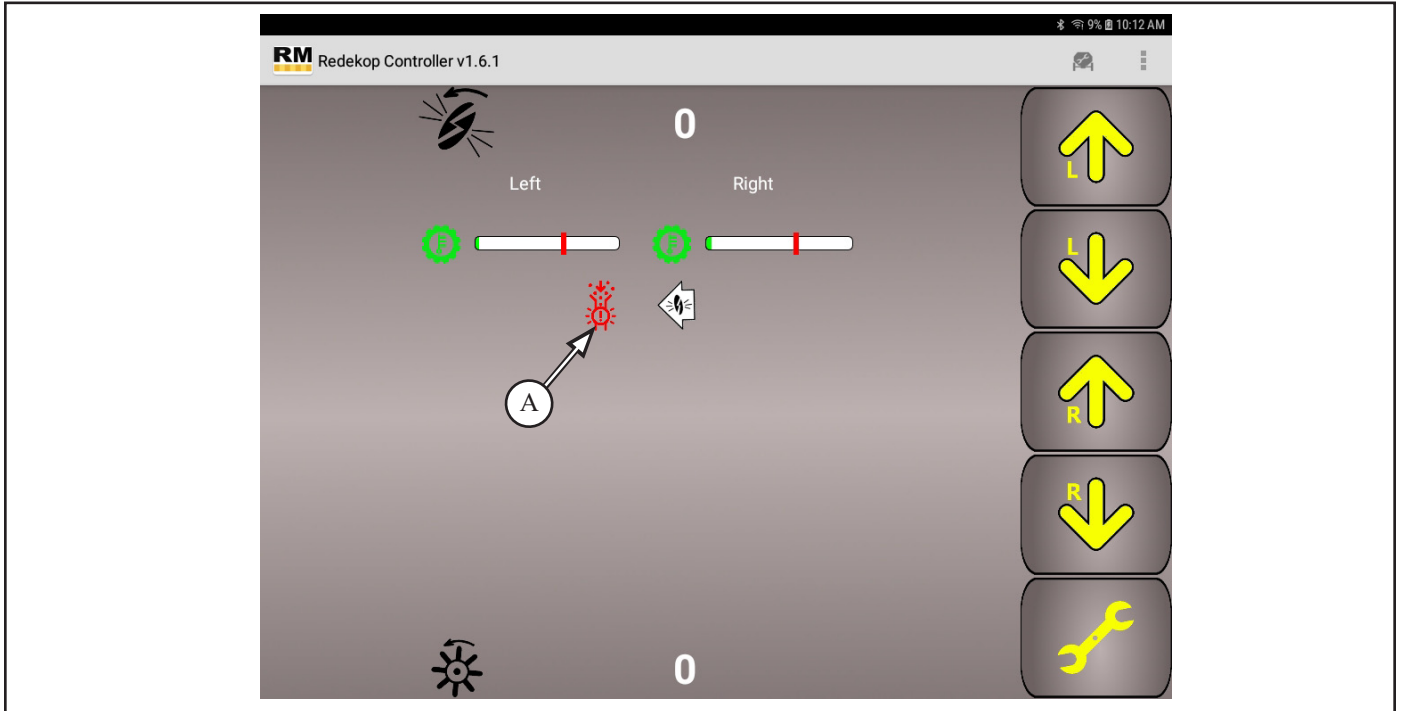 9% 10:12 AM
RM Redekop Controller v1.6.1
0
Left Right
F F
A
0
L
L
R
R